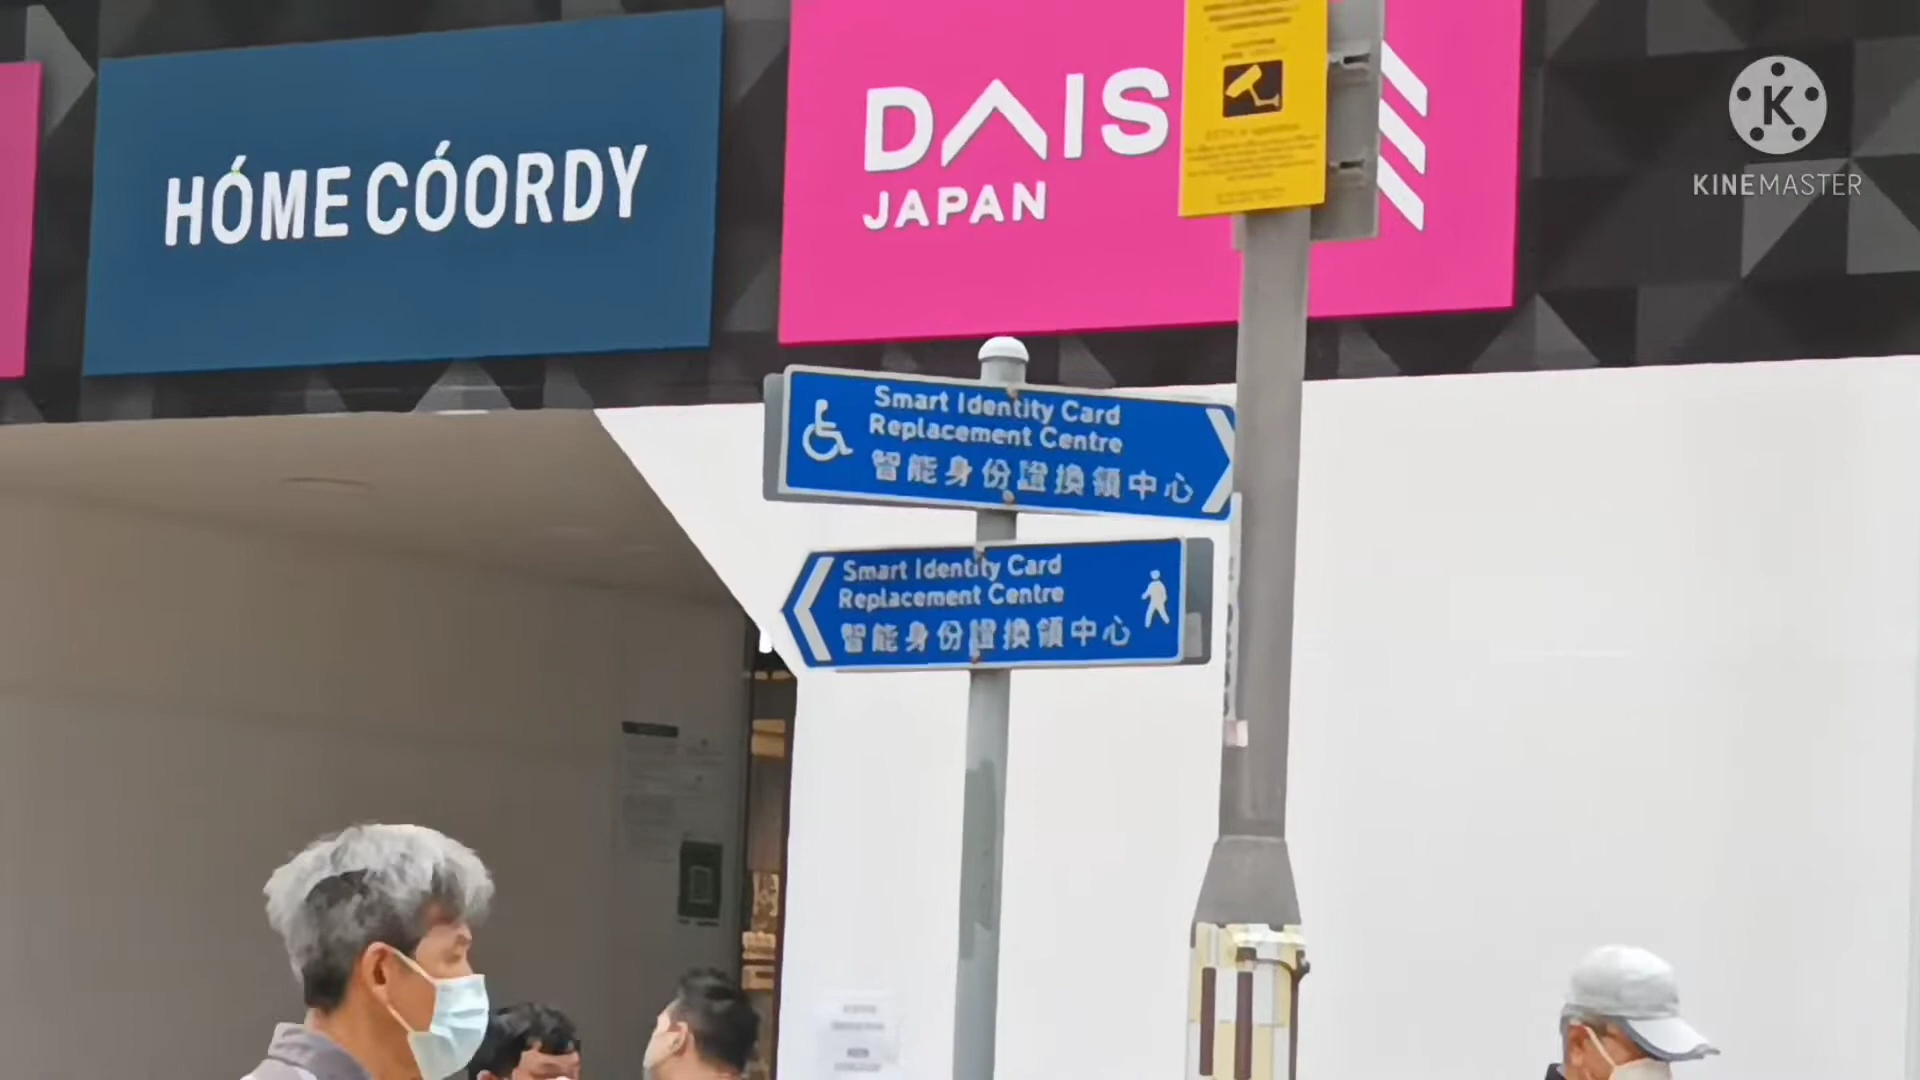 HÓME CÓORDY
DAIS
JAPAN
K
KINEMASTER
Smart Identity Card
Replacement Centre
智能身份證換領中心
Smart Identity Card
Replacement Centre
智能身份證換領中心